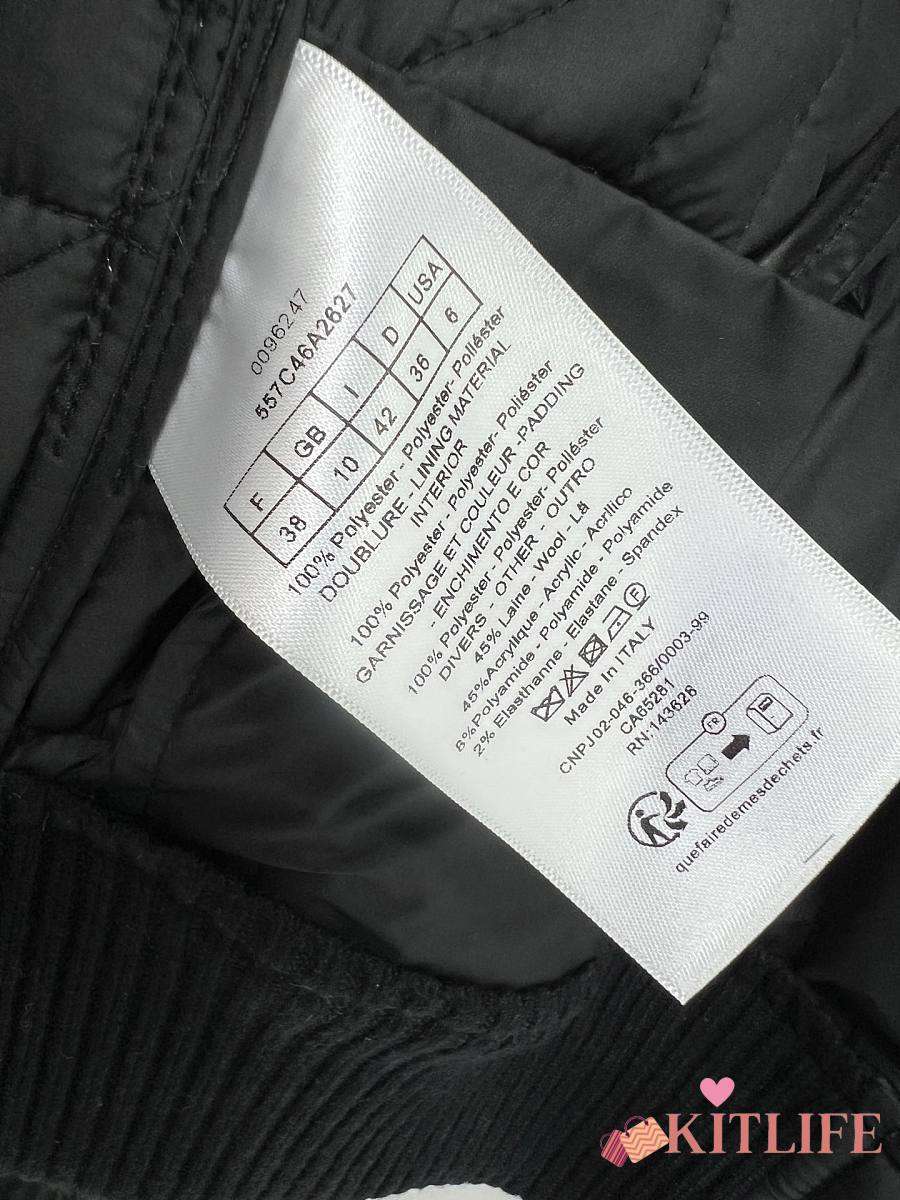 0096247
557C46A2627
F GB I D USA
38 10 42 36 6
100% Polyester - Polyester- Poliéster
DOUBLURE - LINING MATERIAL
INTERIOR
100% Polyester - Polyester- Poliéster
GARNISSAGE ET COULEUR -PADDING
-ENCHIMENTO E COR
100% Polyester - Polyester- Poliéster
DIVERS - OTHER - OUTRO
45% Laine - Wool - Lã
45%Acrylique - Acrylic - Acrílico
8%Polyamide - Polyamide - Polyamide
2% Elasthanne - Elastane - Spandex
Made In ITALY
CNPJ02-046-366/0003-99
CA65281
RN:143626
FR
quefairedemesdechets.fr
KITLIFE